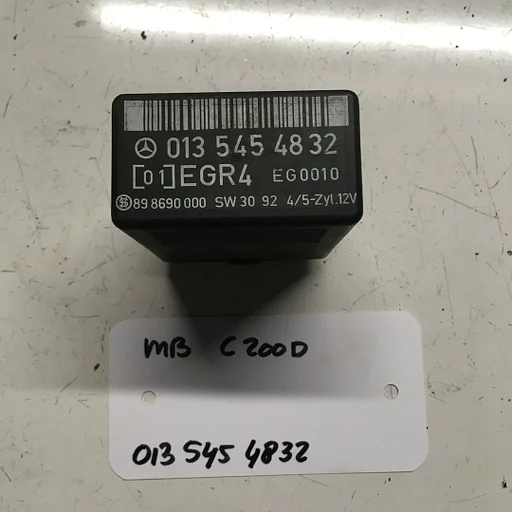 013 545 48 32
[01]EGR4 EG0010
89 8690 000 SW 30 92 4/5-Zyl.12V
MB C200D
013 545 4832